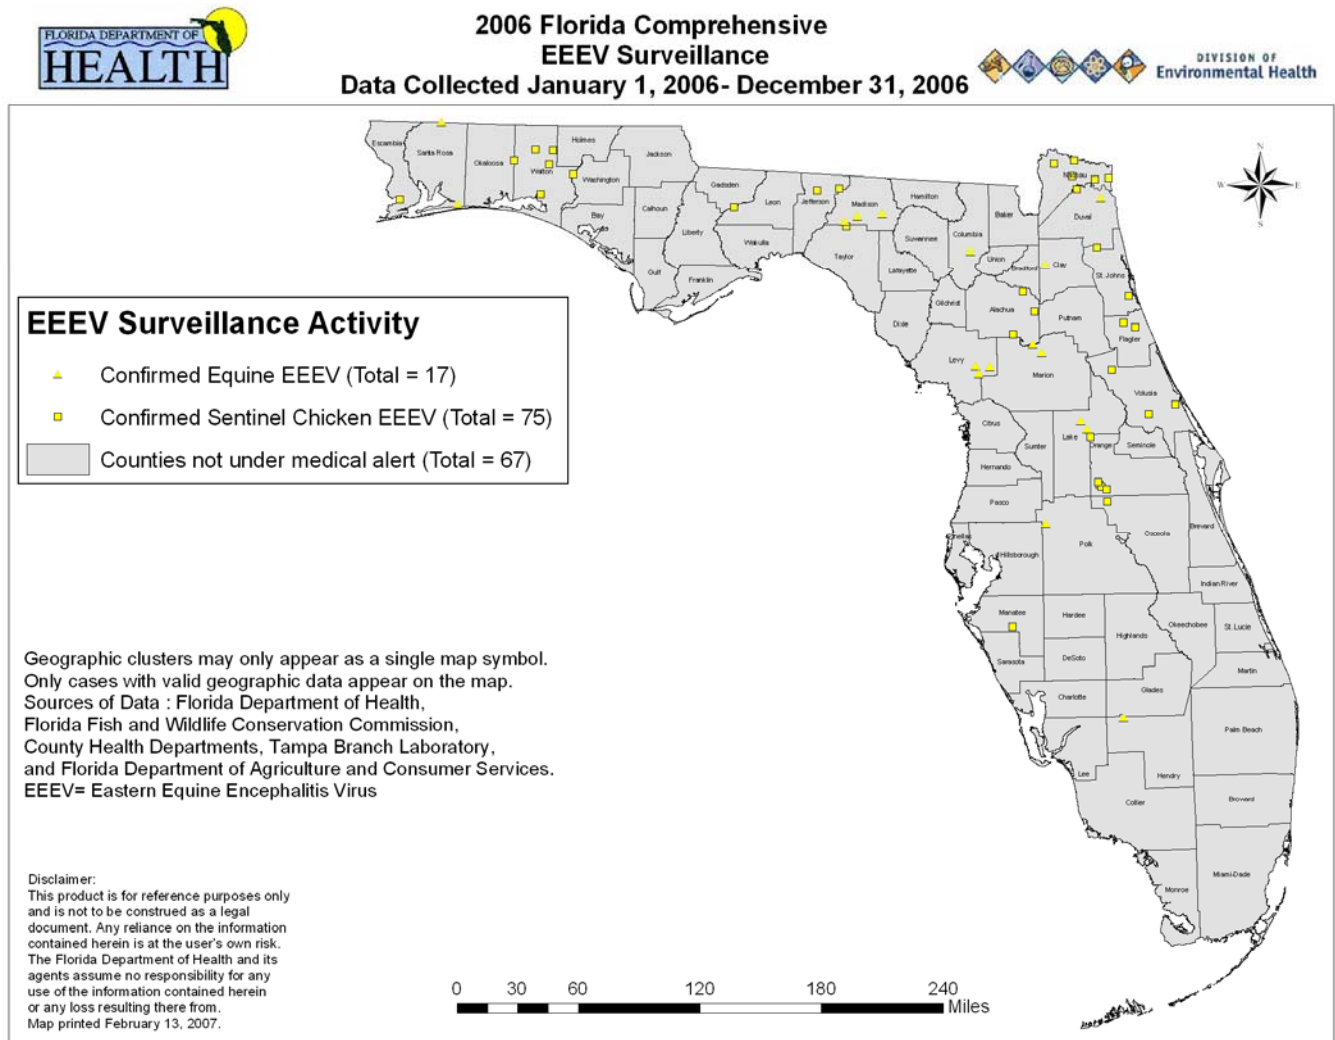 FLORIDA DEPARTMENT OF
HEALTH
2006 Florida Comprehensive
EEEV Surveillance
Data Collected January 1, 2006- December 31, 2006
DIVISION OF
Environmental Health
N
W
E
S
Escambia
Santa Rosa
Okaloosa
Walton
Holmes
Washington
Jackson
Bay
Calhoun
Gulf
Gadsden
Liberty
Franklin
Leon
Wakulla
Jefferson
Madison
Taylor
Hamilton
Suwannee
Lafayette
Dixie
Columbia
Gilchrist
Baker
Union
Bradford
Nassau
Duval
Clay
St. Johns
Alachua
Putnam
Flagler
Levy
Marion
Volusia
Citrus
Sumter
Lake
Orange
Seminole
Hernando
Pasco
Hillsborough
Polk
Osceola
Brevard
Indian River
Manatee
Hardee
Highlands
Okeechobee
St. Lucie
Sarasota
DeSoto
Martin
Charlotte
Glades
Palm Beach
Lee
Hendry
Collier
Broward
Monroe
Miami-Dade
EEEV Surveillance Activity
Confirmed Equine EEEV (Total = 17)
Confirmed Sentinel Chicken EEEV (Total = 75)
Counties not under medical alert (Total = 67)
Geographic clusters may only appear as a single map symbol.
Only cases with valid geographic data appear on the map.
Sources of Data : Florida Department of Health,
Florida Fish and Wildlife Conservation Commission,
County Health Departments, Tampa Branch Laboratory,
and Florida Department of Agriculture and Consumer Services.
EEEV= Eastern Equine Encephalitis Virus
Disclaimer:
This product is for reference purposes only
and is not to be construed as a legal
document. Any reliance on the information
contained herein is at the user's own risk.
The Florida Department of Health and its
agents assume no responsibility for any
use of the information contained herein
or any loss resulting there from.
Map printed February 13, 2007.
0 30 60 120 180 240
Miles